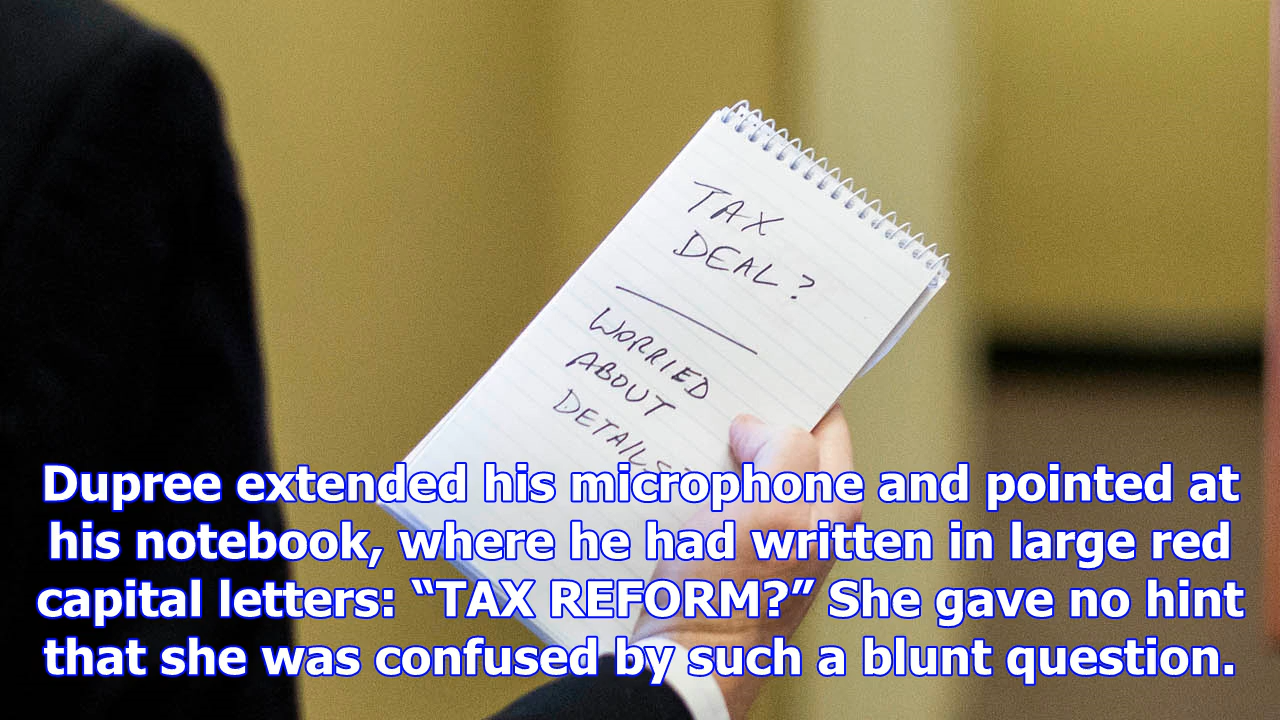 TAX
DEAL?
WORRIED
ABOUT
DETAILS?
Dupree extended his microphone and pointed at
his notebook, where he had written in large red
capital letters: “TAX REFORM?” She gave no hint
that she was confused by such a blunt question.